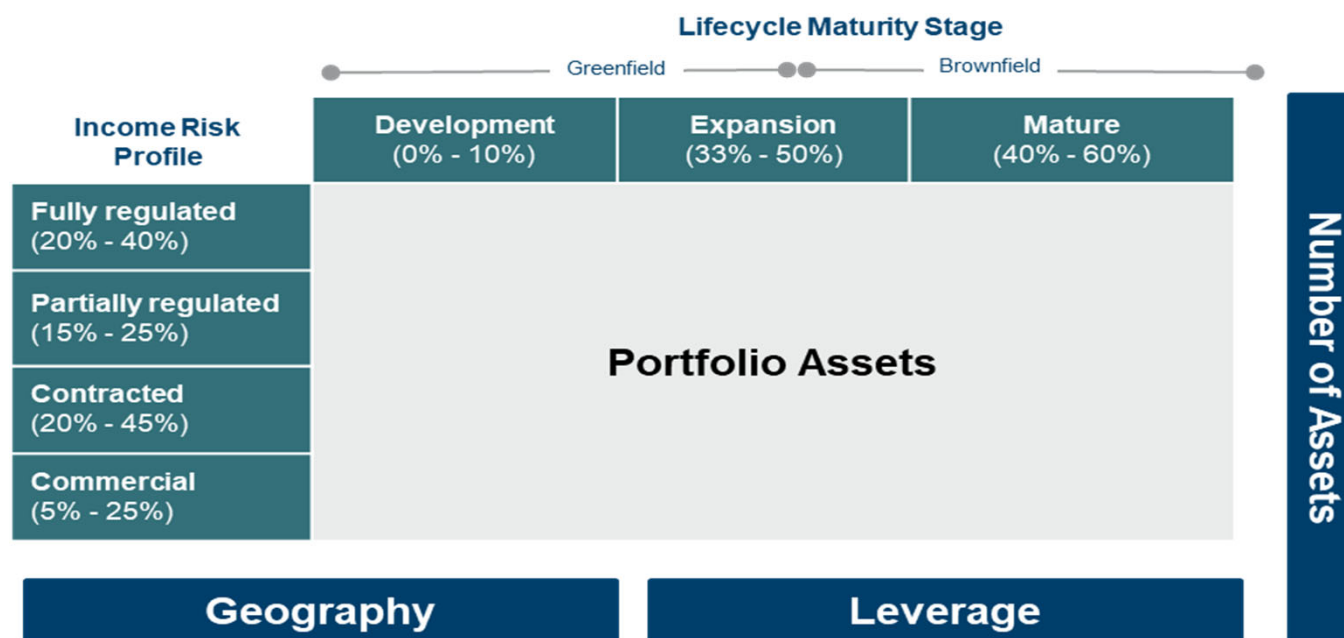 Lifecycle Maturity Stage
Greenfield
Brownfield
Income Risk
Profile
Development
(0% - 10%)
Expansion
(33% - 50%)
Mature
(40% - 60%)
Fully regulated
(20% - 40%)
Partially regulated
(15% - 25%)
Contracted
(20% - 45%)
Commercial
(5% - 25%)
Portfolio Assets
Number of Assets
Geography
Leverage